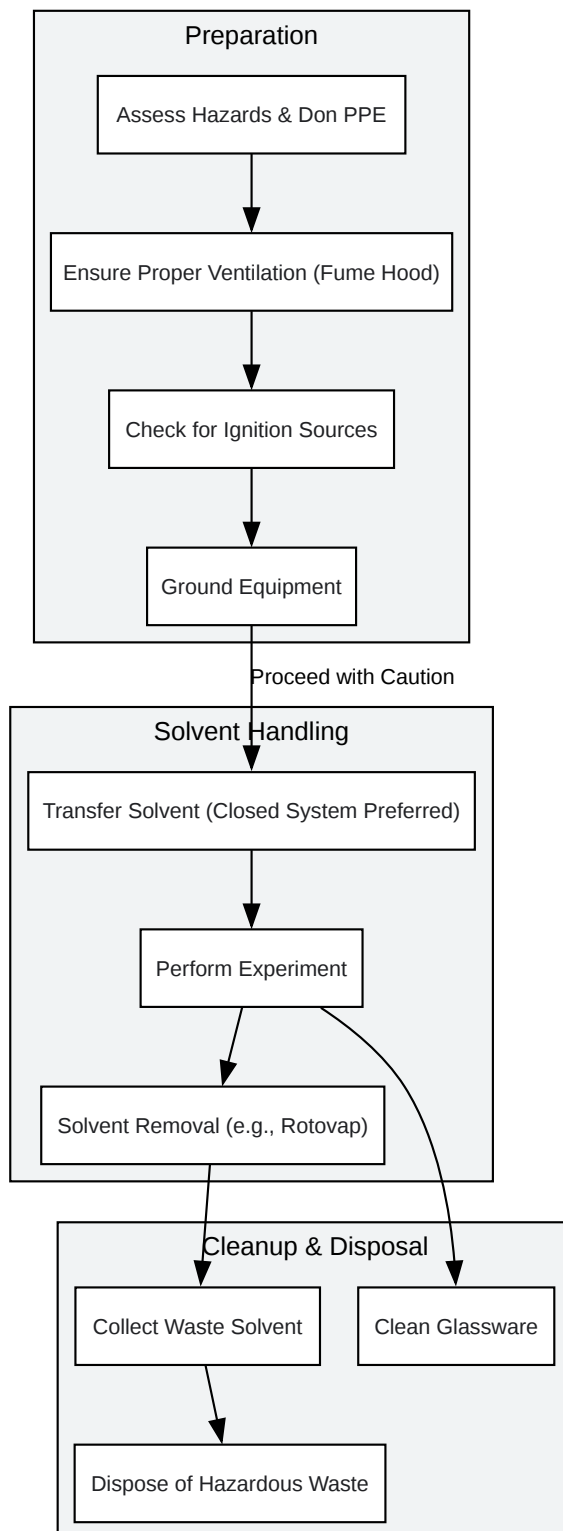 Preparation
Assess Hazards & Don PPE
Ensure Proper Ventilation (Fume Hood)
Check for Ignition Sources
Ground Equipment
Proceed with Caution
Solvent Handling
Transfer Solvent (Closed System Preferred)
Perform Experiment
Solvent Removal (e.g., Rotovap)
Cleanup & Disposal
Collect Waste Solvent
Clean Glassware
Dispose of Hazardous Waste